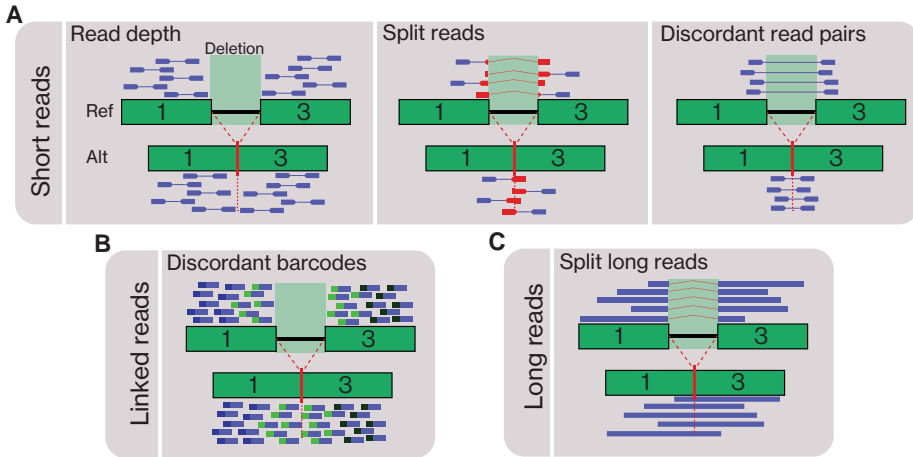 A
Short reads
Read depth
Deletion
Ref
1
3
Alt
1
3
Split reads
1
3
1
3
Discordant read pairs
1
3
1
3
B
Linked reads
Discordant barcodes
1
3
1
3
C
Long reads
Split long reads
1
3
1
3